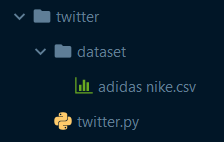 twitter
dataset
adidas nike.csv
twitter.py